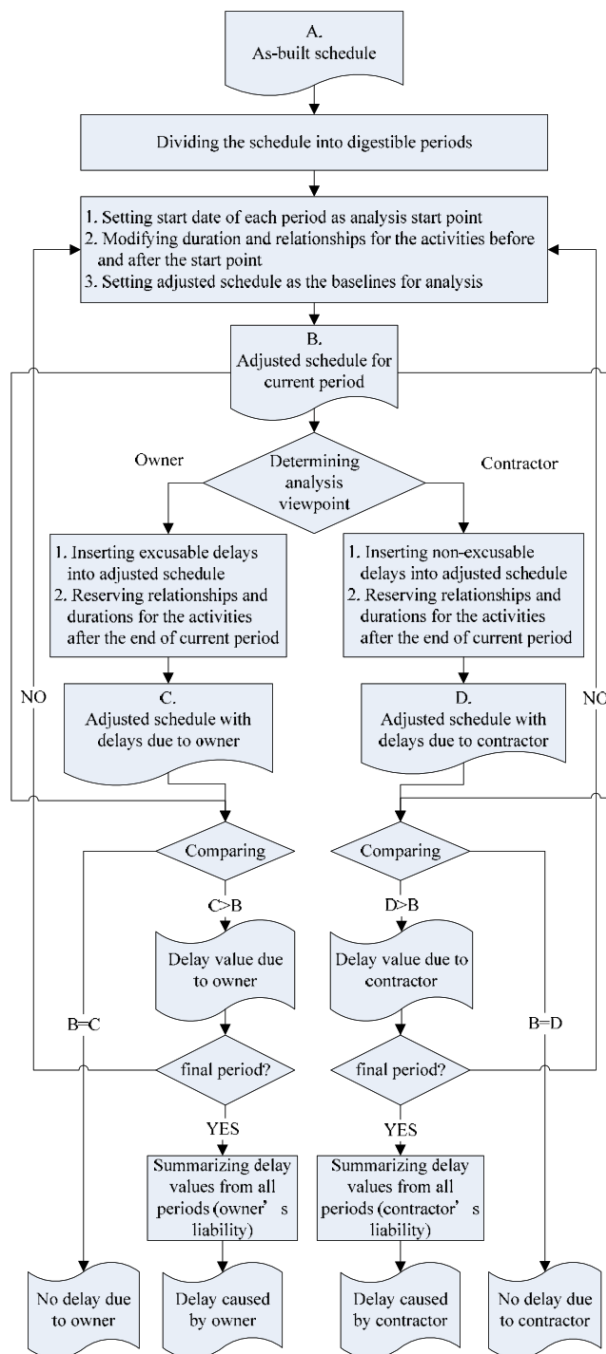 A.
As-built schedule
Dividing the schedule into digestible periods
1. Setting start date of each period as analysis start point
2. Modifying duration and relationships for the activities before
and after the start point
3. Setting adjusted schedule as the baselines for analysis
B.
Adjusted schedule for
current period
Owner
Determining
analysis
viewpoint
Contractor
1. Inserting excusable delays
into adjusted schedule
2. Reserving relationships and
durations for the activities
after the end of current period
1. Inserting non-excusable
delays into adjusted schedule
2. Reserving relationships and
durations for the activities
after the end of current period
NO
C.
Adjusted schedule with
delays due to owner
D.
Adjusted schedule with
delays due to contractor
NO
Comparing
Comparing
C>B
D>B
Delay value due
to owner
Delay value due to
contractor
B=C
B=D
final period?
final period?
YES
YES
Summarizing delay
values from all
periods (owner’s
liability)
Summarizing delay
values from all
periods (contractor’s
liability)
No delay due
to owner
Delay caused
by owner
Delay caused
by contractor
No delay due to
contractor